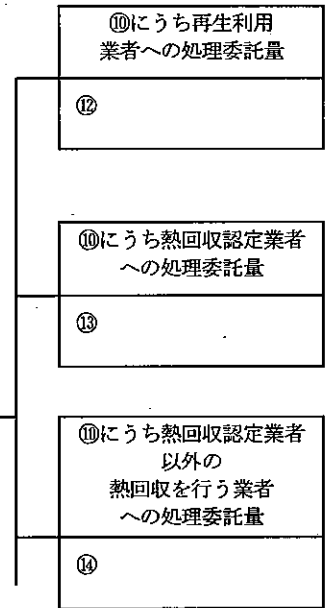 ⑩にうち再生利用
業者への処理委託量
⑫
⑩にうち熱回収認定業者
への処理委託量
⑬
⑩にうち熱回収認定業者
以外の
熱回収を行う業者
への処理委託量
⑭